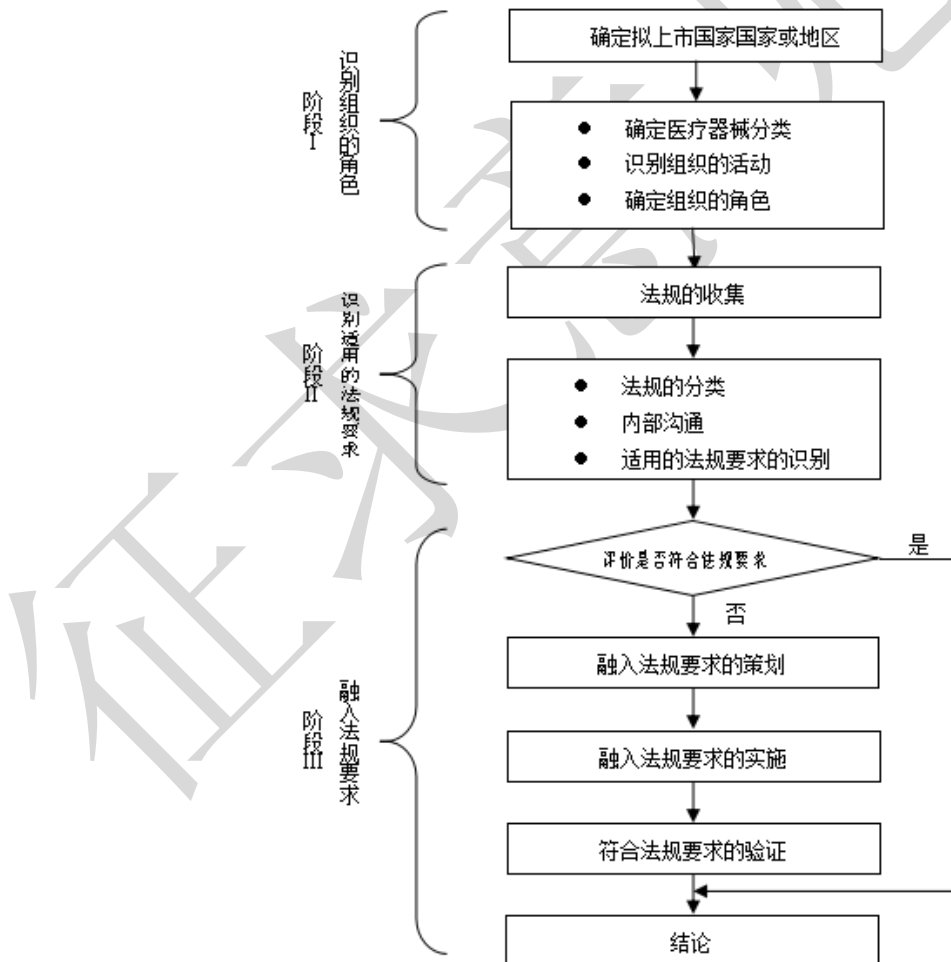 确定拟上市国家国家或地区
阶段I
识别组织的角色
● 确定医疗器械分类
● 识别组织的活动
● 确定组织的角色
法规的收集
阶段II
识别适用的法规要求
● 法规的分类
● 内部沟通
● 适用的法规要求的识别
评价是否符合法规要求
是
否
融入法规要求的策划
阶段III
融入法规要求
融入法规要求的实施
符合法规要求的验证
结论
征求意见